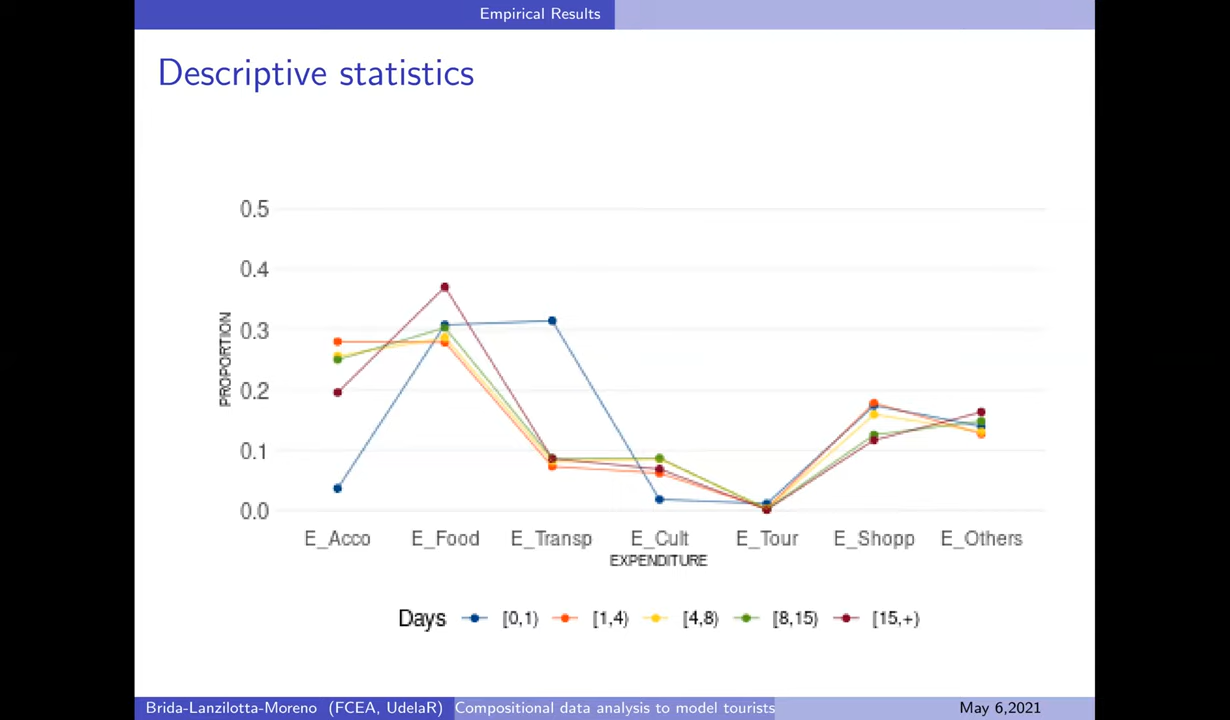 Empirical Results
Descriptive statistics
0.5
0.4
0.3
0.2
0.1
0.0
PROPORTION
E_Acco E_Food E_Transp E_Cult E_Tour E_Shopp E_Others
EXPENDITURE
Days [0,1) [1,4) [4,8) [8,15) [15,+)
Brida-Lanzilotta-Moreno (FCEA, UdelaR) Compositional data analysis to model tourists May 6,2021